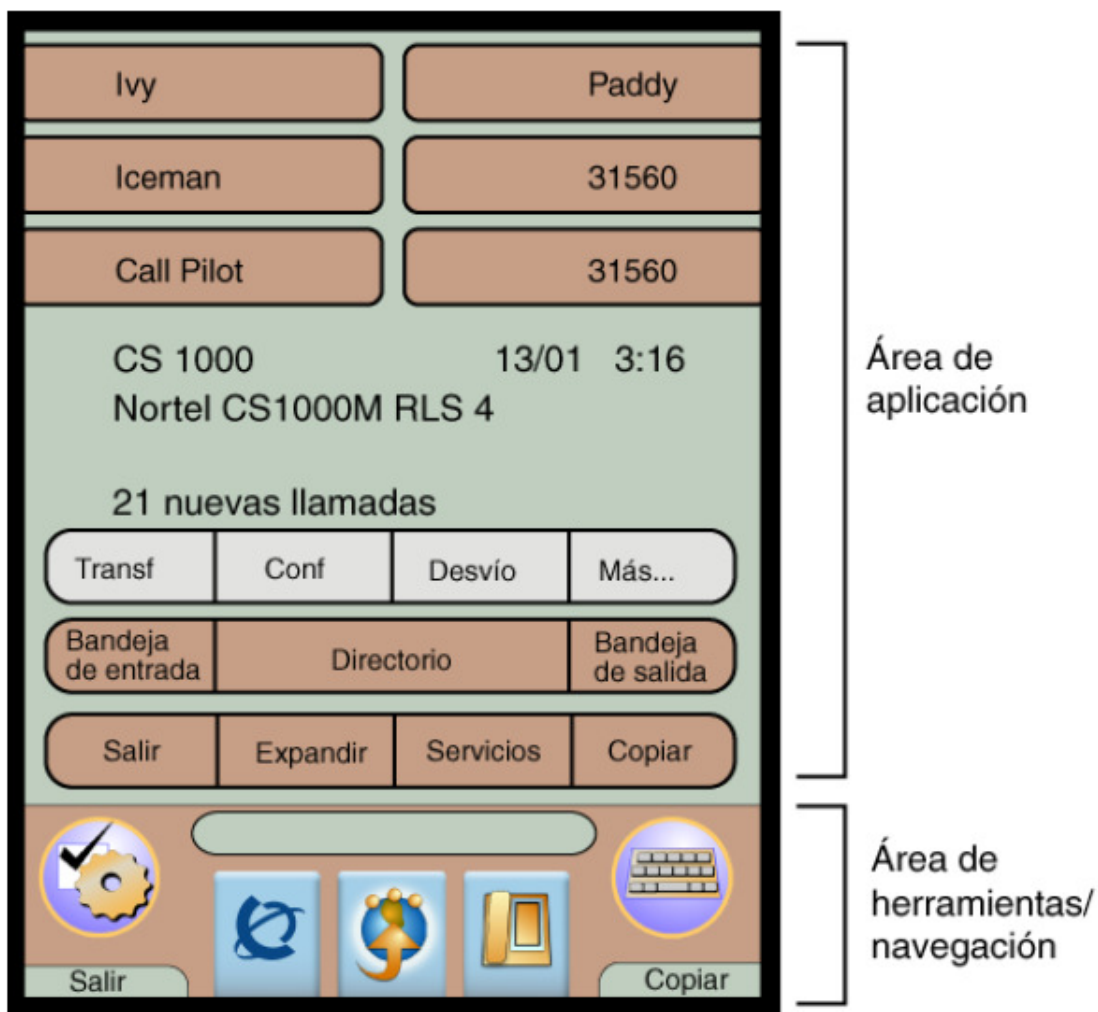 Ivy
Paddy
Iceman
31560
Call Pilot
31560
CS 1000 13/01 3:16
Nortel CS1000M RLS 4
21 nuevas llamadas
Transf
Conf
Desvío
Más...
Bandeja
de entrada
Directorio
Bandeja
de salida
Salir
Expandir
Servicios
Copiar
Salir
Copiar
Área de
aplicación
Área de
herramientas/
navegación